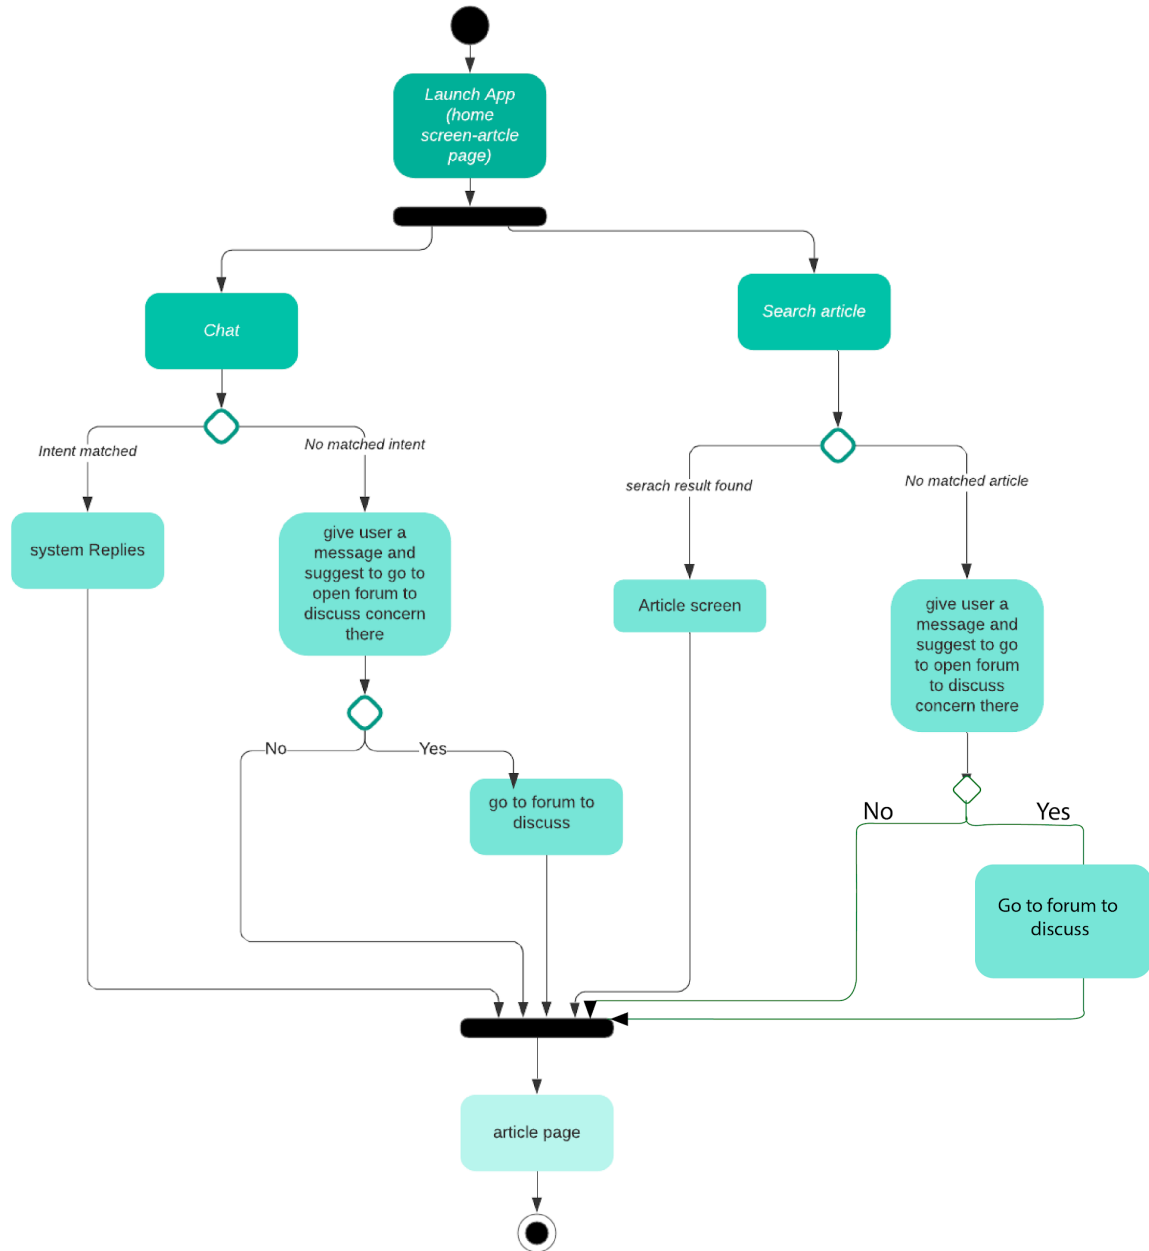 Launch App
(home
screen-artcle
page)
Chat
Search article
Intent matched
No matched intent
serach result found
No matched article
system Replies
give user a
message and
suggest to go to
open forum to
discuss concern
there
Article screen
give user a
message and
suggest to go
to open forum
to discuss
concern there
No
Yes
go to forum to
discuss
No
Yes
Go to forum to
discuss
article page